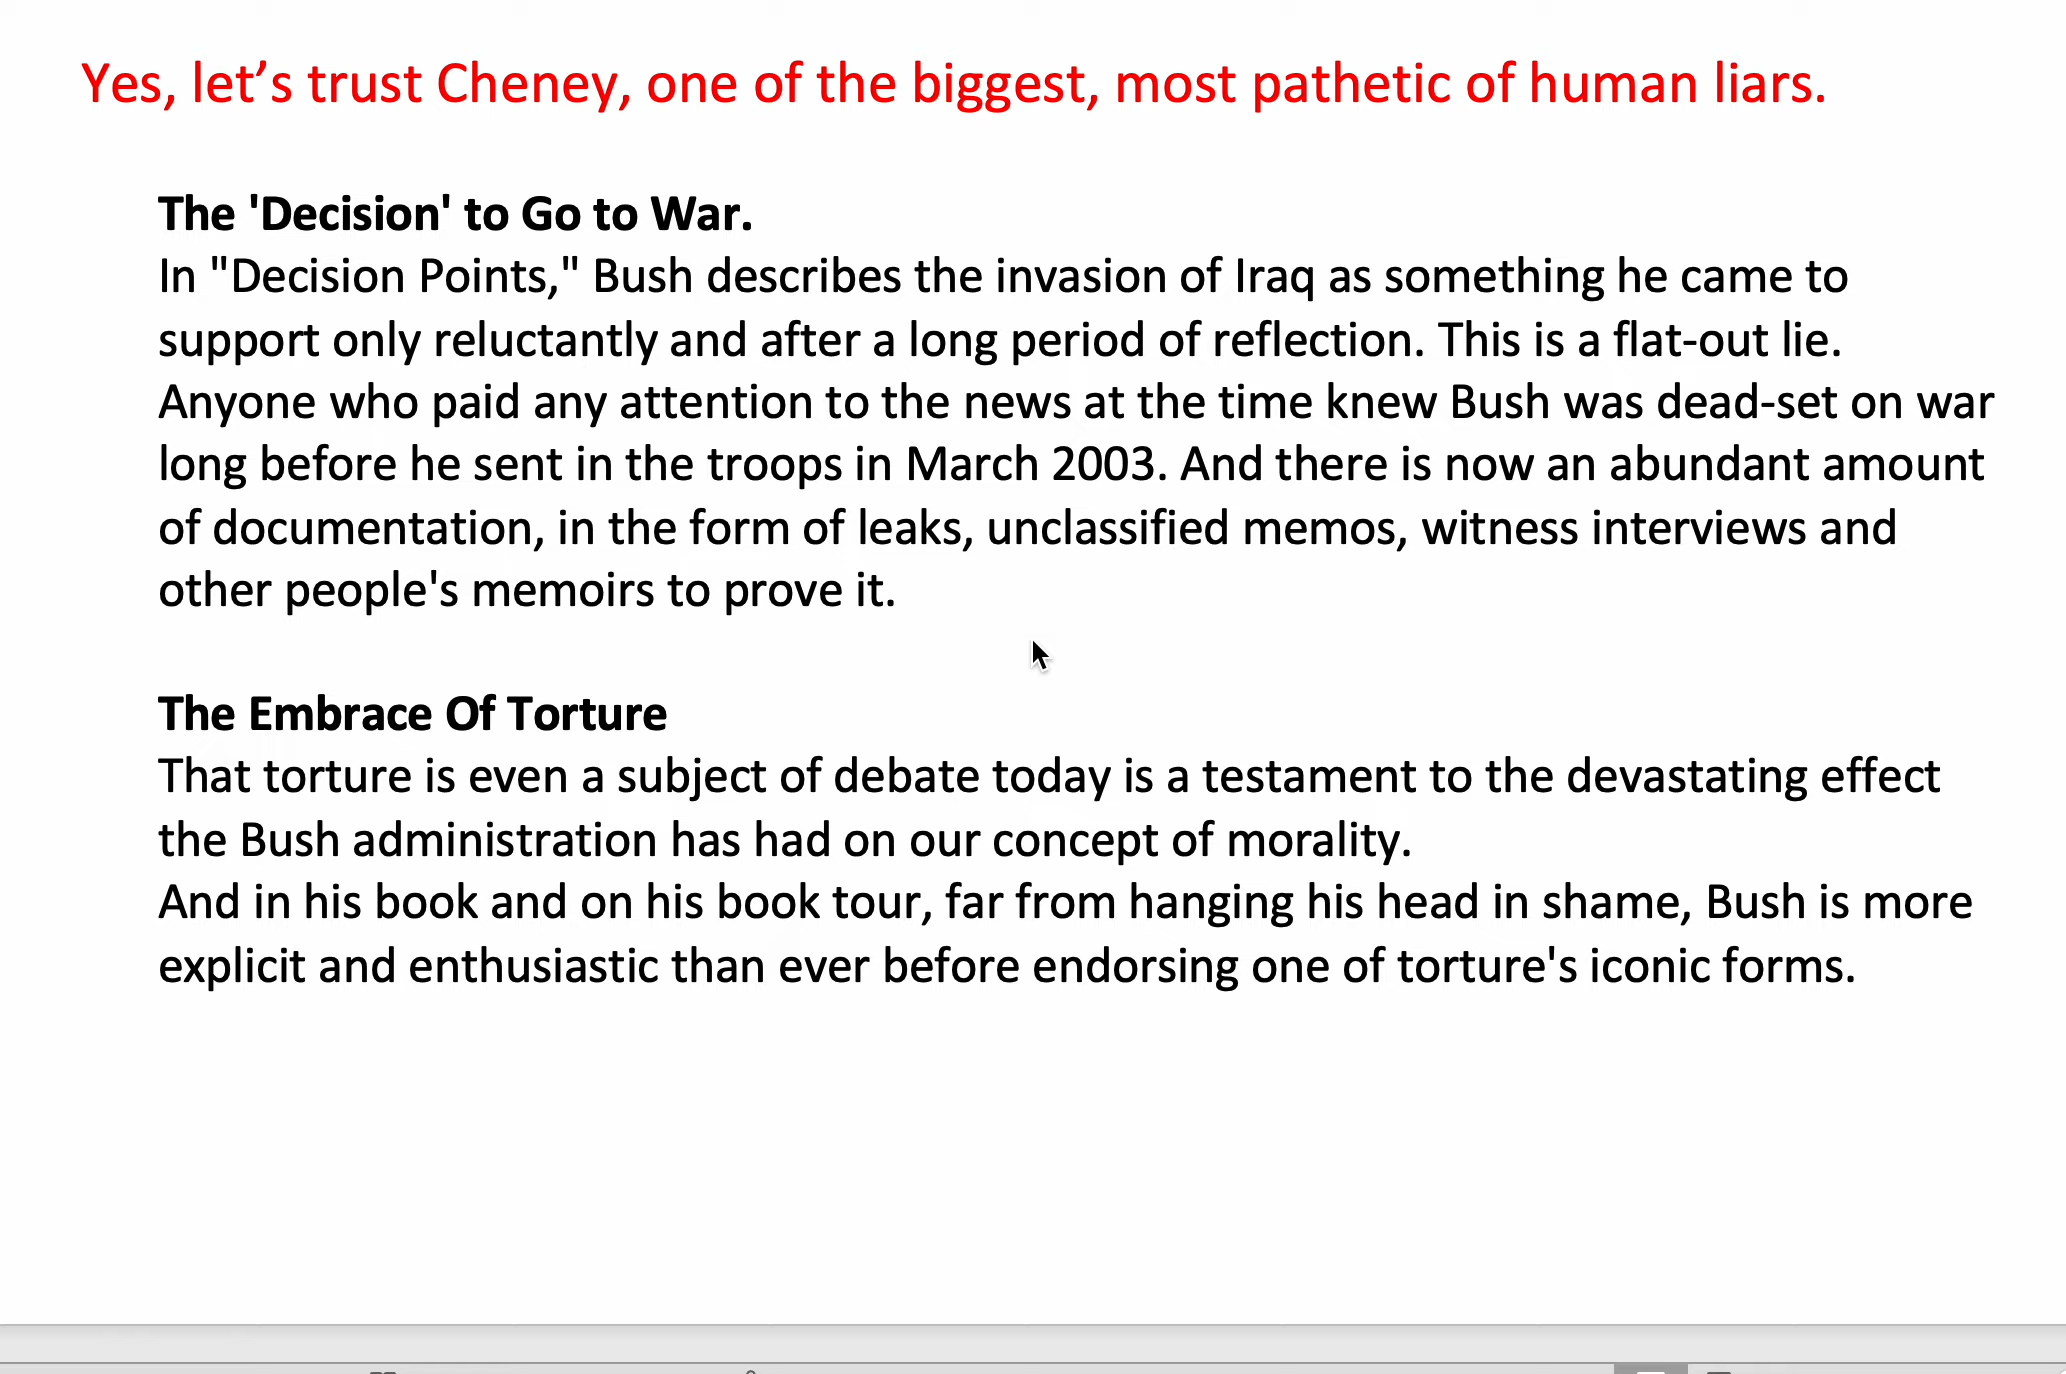 Yes, let’s trust Cheney, one of the biggest, most pathetic of human liars.
The 'Decision' to Go to War.
In "Decision Points," Bush describes the invasion of Iraq as something he came to
support only reluctantly and after a long period of reflection. This is a flat-out lie.
Anyone who paid any attention to the news at the time knew Bush was dead-set on war
long before he sent in the troops in March 2003. And there is now an abundant amount
of documentation, in the form of leaks, unclassified memos, witness interviews and
other people's memoirs to prove it.
The Embrace Of Torture
That torture is even a subject of debate today is a testament to the devastating effect
the Bush administration has had on our concept of morality.
And in his book and on his book tour, far from hanging his head in shame, Bush is more
explicit and enthusiastic than ever before endorsing one of torture's iconic forms.